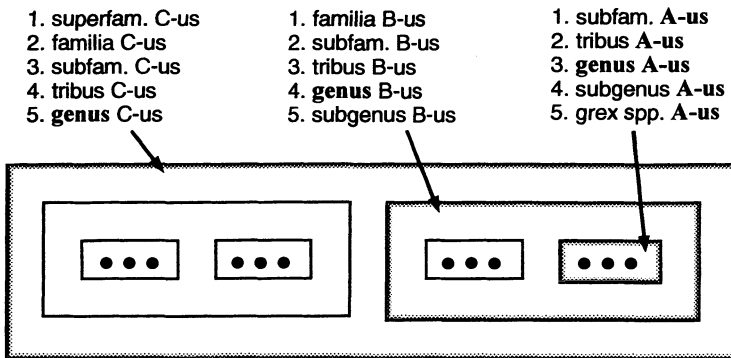 1. superfam. C-us
2. familia C-us
3. subfam. C-us
4. tribus C-us
5. genus C-us
1. familia B-us
2. subfam. B-us
3. tribus B-us
4. genus B-us
5. subgenus B-us
1. subfam. A-us
2. tribus A-us
3. genus A-us
4. subgenus A-us
5. grex spp. A-us